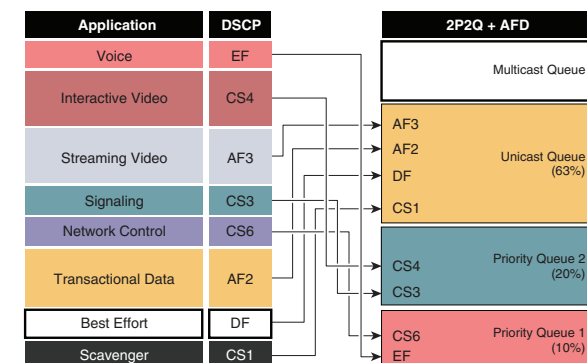 Application DSCP 2P2Q + AFD
Voice EF
Multicast Queue
Interactive Video CS4
AF3
AF2
Streaming Video AF3
Unicast Queue
(63%)
DF
Signaling CS3
CS1
Network Control CS6
Transactional Data AF2
CS4
Priority Queue 2
(20%)
CS3
Best Effort DF
CS6
Priority Queue 1
(10%)
Scavenger CS1
EF